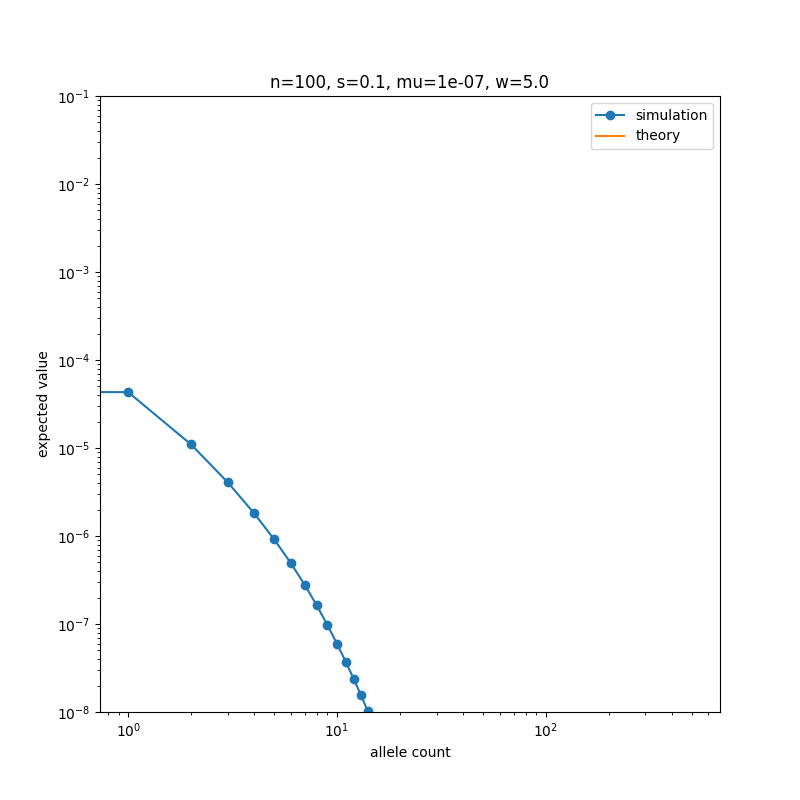 n=100, s=0.1, mu=1e-07, w=5.0
simulation
theory
10⁻¹
10⁻²
10⁻³
10⁻⁴
10⁻⁵
10⁻⁶
10⁻⁷
10⁻⁸
expected value
10⁰
10¹
10²
allele count